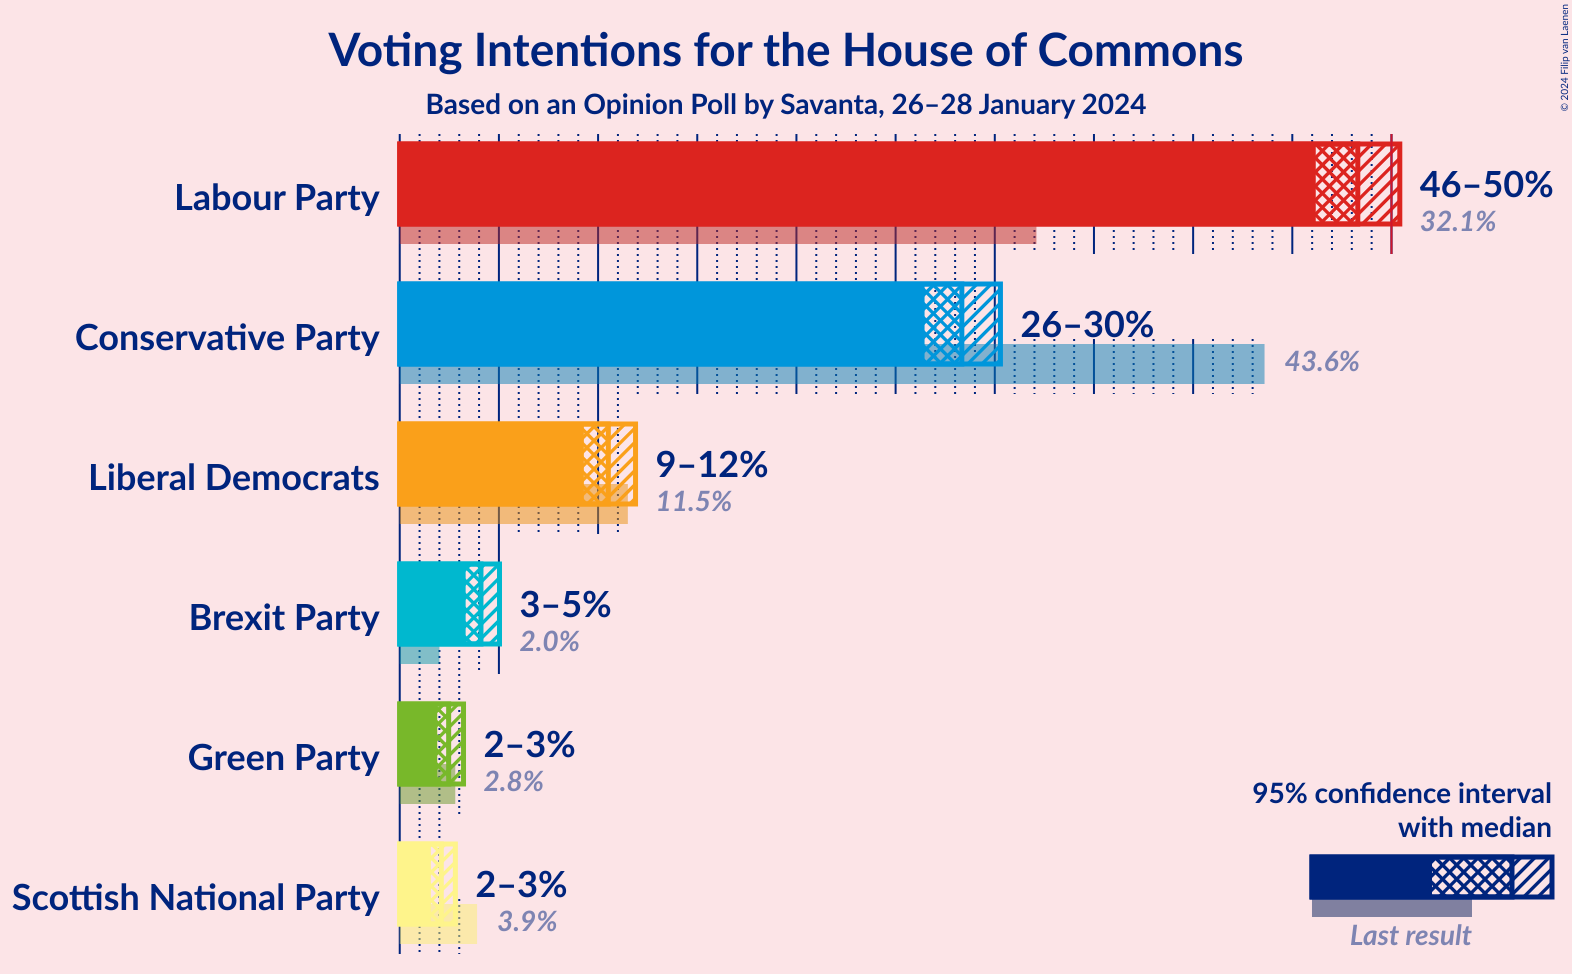 Voting Intentions for the House of Commons
Based on an Opinion Poll by Savanta, 26–28 January 2024
© 2024 Filip van Laenen
Labour Party
46–50%
32.1%
Conservative Party
26–30%
43.6%
Liberal Democrats
9–12%
11.5%
Brexit Party
3–5%
2.0%
Green Party
2–3%
2.8%
Scottish National Party
2–3%
3.9%
95% confidence interval
with median
Last result